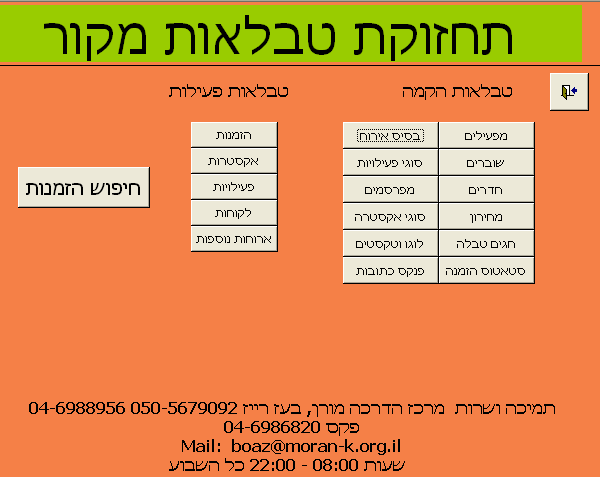 תחזוקת טבלאות מקור
טבלאות הקמה
מפעילים
בסיס אירוח
שוברים
סוגי פעילויות
חדרים
מפרסמים
מחירון
סוגי אקסטרה
חגים טבלה
לוגו וטקסטים
סטאטוס הזמנה
פנקס כתובות
טבלאות פעילות
הזמנות
אקסטרות
פעילויות
לקוחות
ארוחות נוספות
חיפוש הזמנות
תמיכה ושרות מרכז הדרכה מורן, בעז רייז 050-5679092 04-6988956
פקס 04-6986820
Mail: boaz@moran-k.org.il
שעות 08:00 - 22:00 כל השבוע